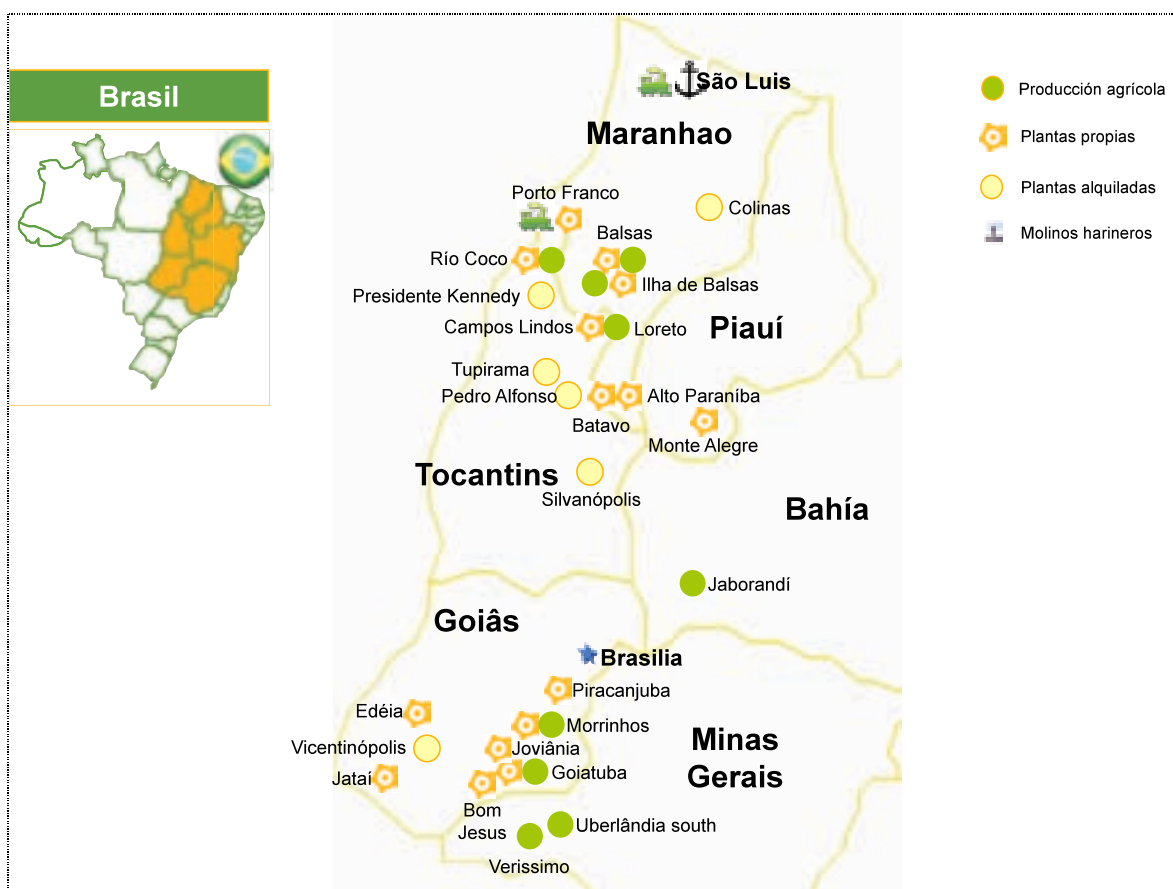 Brasil
São Luis
Maranhao
Porto Franco
Colinas
Balsas
Río Coco
Ilha de Balsas
Presidente Kennedy
Campos Lindos
Loreto
Piauí
Tupirama
Pedro Alfonso
Alto Paraníba
Batavo
Monte Alegre
Tocantins
Silvanópolis
Bahía
Jaborandí
Goiâs
Brasilia
Piracanjuba
Edéia
Morrinhos
Vicentinópolis
Joviânia
Minas
Gerais
Jataí
Goiatuba
Bom
Jesus
Uberlândia south
Verissimo
Producción agrícola
Plantas propias
Plantas alquiladas
Molinos harineros